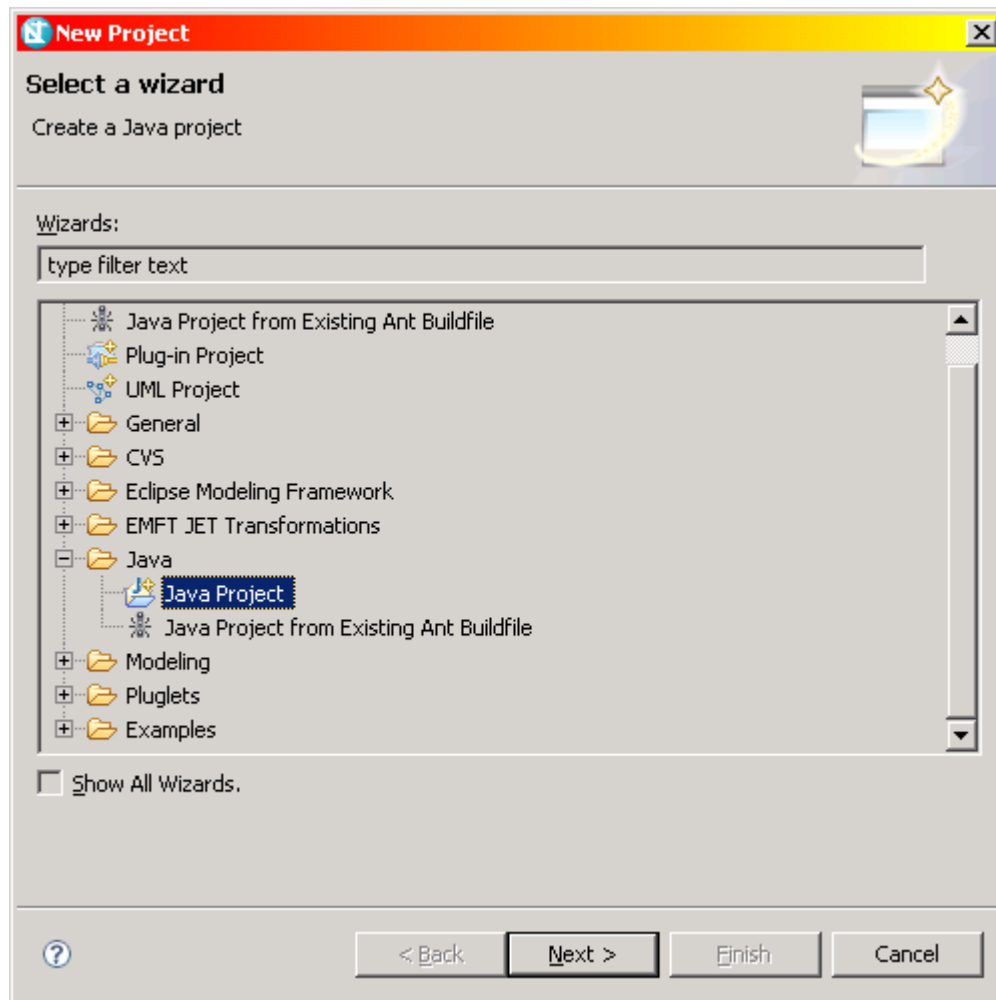 New Project
Select a wizard
Create a Java project
Wizards:
type filter text
Java Project from Existing Ant Buildfile
Plug-in Project
UML Project
General
CVS
Eclipse Modeling Framework
EMFT JET Transformations
Java
Java Project
Java Project from Existing Ant Buildfile
Modeling
Pluglets
Examples
Show All Wizards.
? < Back Next > Finish Cancel